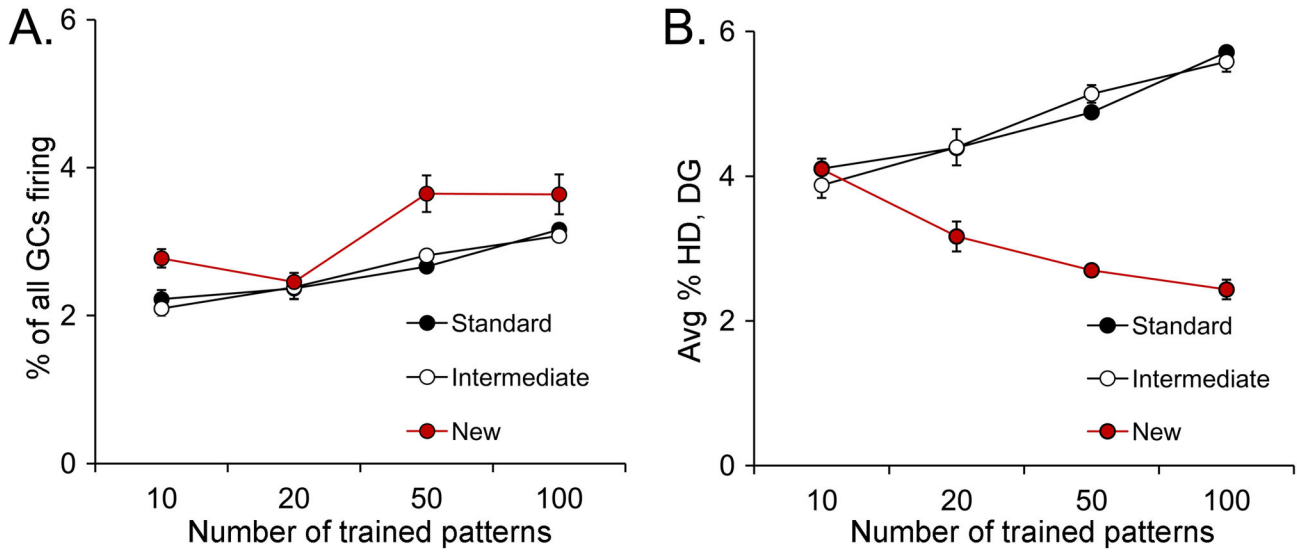 A.
% of all GCs firing
6
4
2
0
10 20 50 100
Number of trained patterns
Standard
Intermediate
New
B.
Avg % HD, DG
6
4
2
0
10 20 50 100
Number of trained patterns
Standard
Intermediate
New